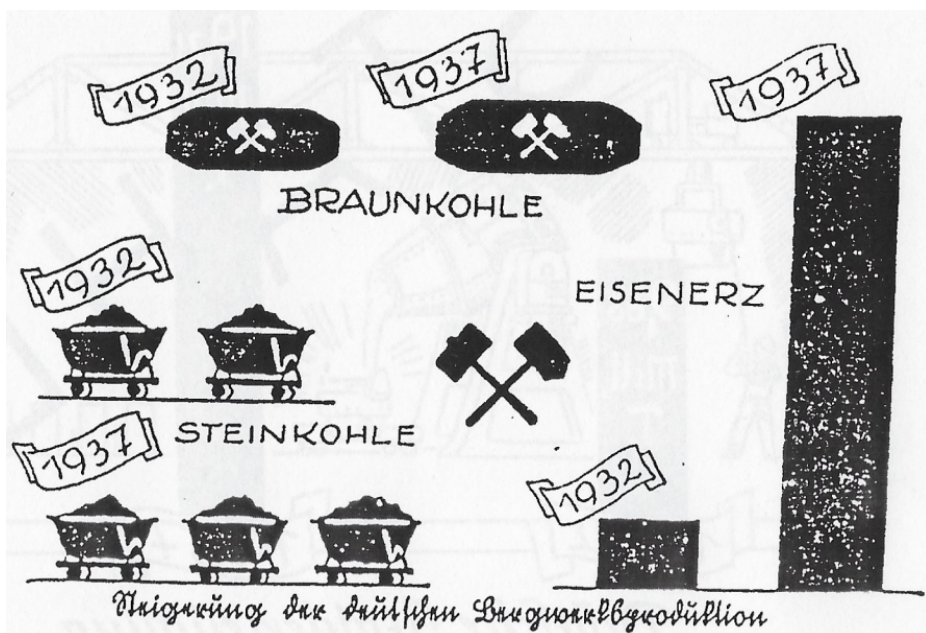 1932
1937
1937
BRAUNKOHLE
1932
EISENERZ
STEINKOHLE
1937
1932
Steigerung der deutschen Bergwerksproduktion